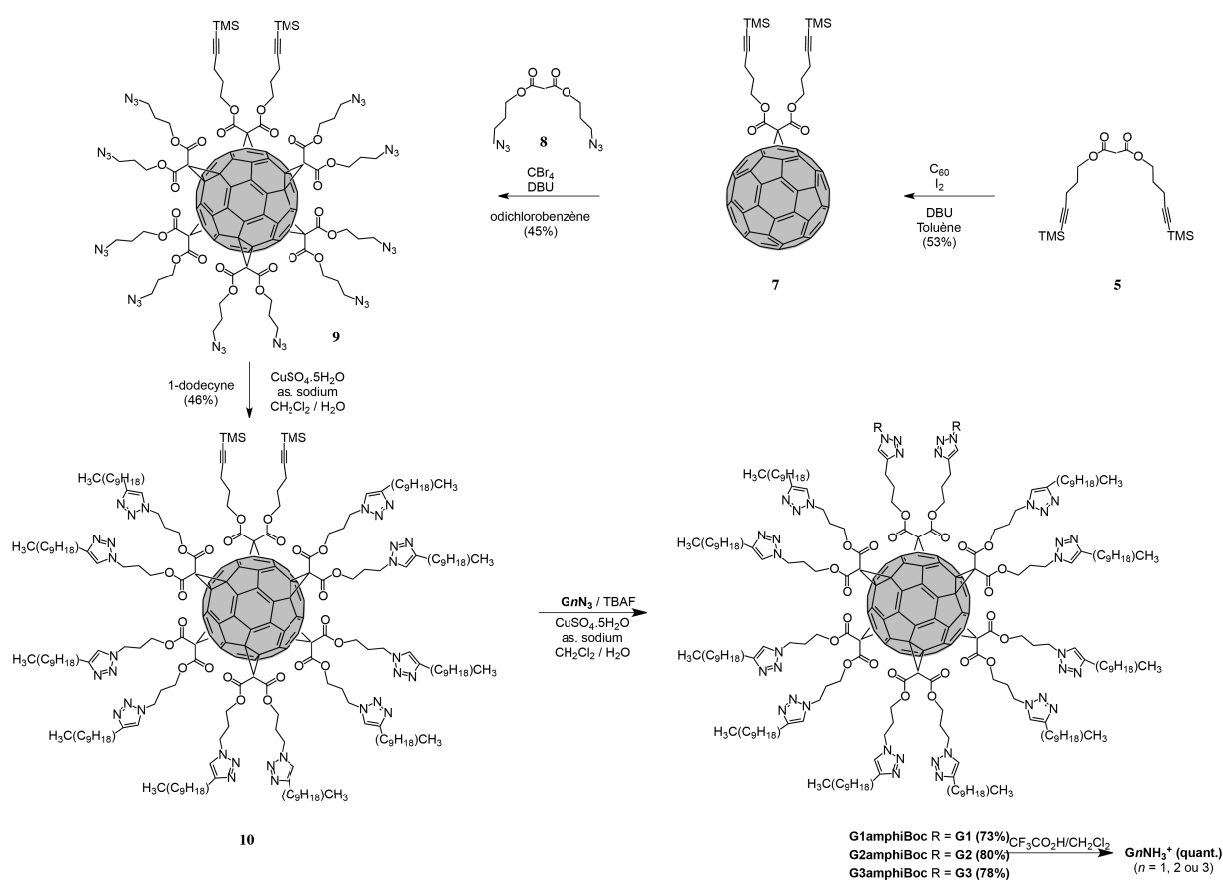 TMS TMS
N3 N3
N3 N3
N3 N3
N3 N3
N3 N3
O O O O
O O
O O
N3 N3
8
CBr4
DBU
odichlorobenzène
(45%)
9
TMS TMS
O O
O O
7
C60
I2
DBU
Toluène
(53%)
O O
O O
TMS TMS
5
1-dodecyne
(46%)
CuSO4.5H2O
as. sodium
CH2Cl2 / H2O
TMS TMS
H3C(C9H18) (C9H18)CH3
H3C(C9H18) (C9H18)CH3
H3C(C9H18) (C9H18)CH3
H3C(C9H18) (C9H18)CH3
H3C(C9H18) (C9H18)CH3
10
GnN3 / TBAF
CuSO4.5H2O
as. sodium
CH2Cl2 / H2O
R R
H3C(C9H18) (C9H18)CH3
H3C(C9H18) (C9H18)CH3
H3C(C9H18) (C9H18)CH3
H3C(C9H18) (C9H18)CH3
H3C(C9H18) (C9H18)CH3
G1amphiBoc R = G1 (73%)
G2amphiBoc R = G2 (80%)
G3amphiBoc R = G3 (78%)
CF3CO2H/CH2Cl2
GnNH3+ (quant.)
(n = 1, 2 ou 3)